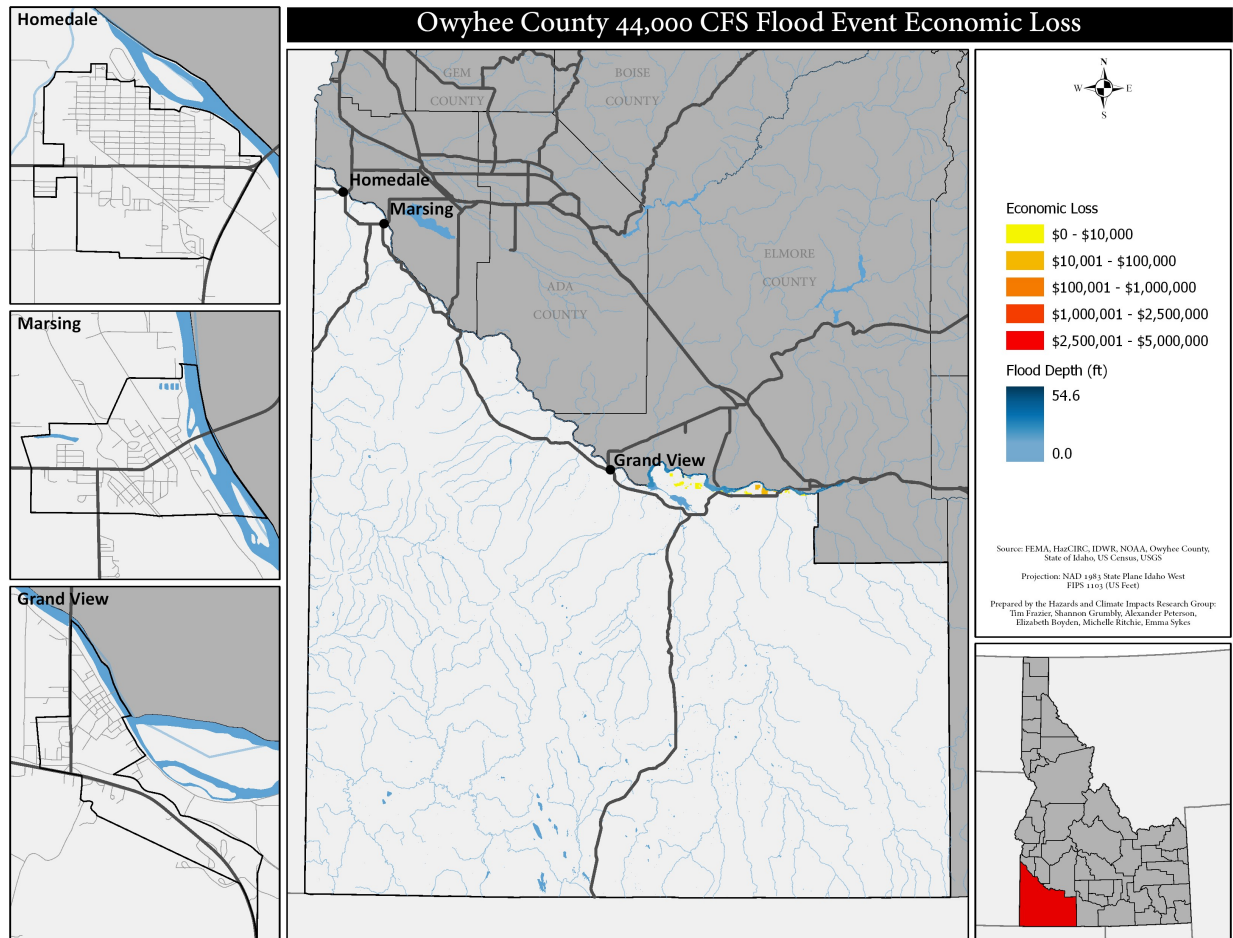 Owyhee County 44,000 CFS Flood Event Economic Loss
Homedale
Marsing
Grand View
GEM
COUNTY
BOISE
COUNTY
Homedale
Marsing
ADA
COUNTY
ELMORE
COUNTY
Grand View
N
W
E
S
Economic Loss
$0 - $10,000
$10,001 - $100,000
$100,001 - $1,000,000
$1,000,001 - $2,500,000
$2,500,001 - $5,000,000
Flood Depth (ft)
54.6
0.0
Source: FEMA, HazCIRC, IDWR, NOAA, Owyhee County,
State of Idaho, US Census, USGS
Projection: NAD 1983 State Plane Idaho West
FIPS 1103 (US Feet)
Prepared by the Hazards and Climate Impacts Research Group:
Tim Frazier, Shannon Grumbly, Alexander Peterson,
Elizabeth Boyden, Michelle Ritchie, Emma Sykes